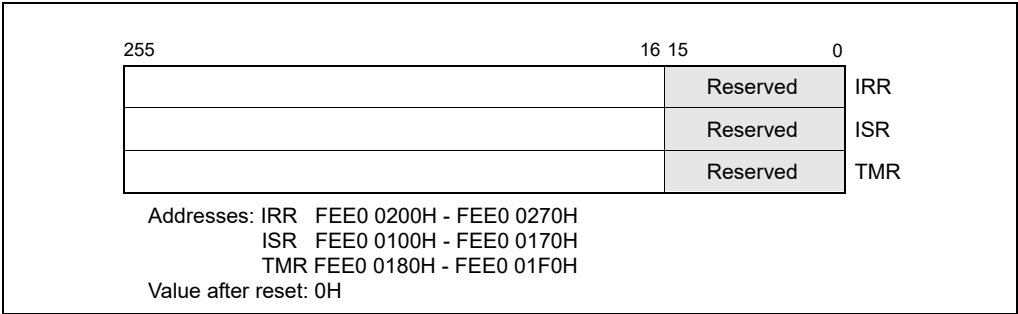 255 16 15 0
Reserved IRR
Reserved ISR
Reserved TMR
Addresses: IRR FEE0 0200H - FEE0 0270H
ISR FEE0 0100H - FEE0 0170H
TMR FEE0 0180H - FEE0 01F0H
Value after reset: 0H